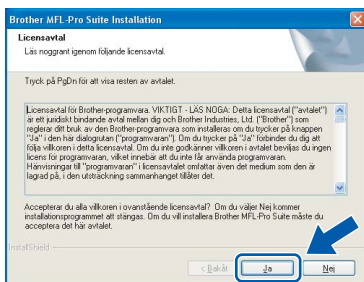 Brother MFL-Pro Suite Installation
Licensavtal
Läs noggrant igenom följande licensavtal.
Tryck på PgDn för att visa resten av avtalet.
Licensavtal för Brother-programvara. VIKTIGT - LÄS NOGA: Detta licensavtal ("avtalet")
är ett juridiskt bindande avtal mellan dig och Brother Industries, Ltd. ("Brother") som
reglerar ditt bruk av den Brother-programvara som installeras om du trycker på knappen
"Ja" i den här dialogrutan ("programvaran"). Om du trycker på "Ja" förbinder du dig att
följa villkoren i detta avtal. Om du inte godkänner villkoren i avtalet beviljas du ingen
licens för programvaran, vilket innebär att du inte får använda programvaran.
Hänvisningar till "programvaran" i licensavtalet omfattar även det medium som den är
lagrad på, i den utsträckning sammanhanget tillåter det.
Accepterar du alla villkoren i ovanstående licensavtal? Om du väljer Nej kommer
installationsprogrammet att stängas. Om du vill installera Brother MFL-Pro Suite måste du
acceptera det här avtalet.
InstallShield
< Bakåt
Ja
Nej